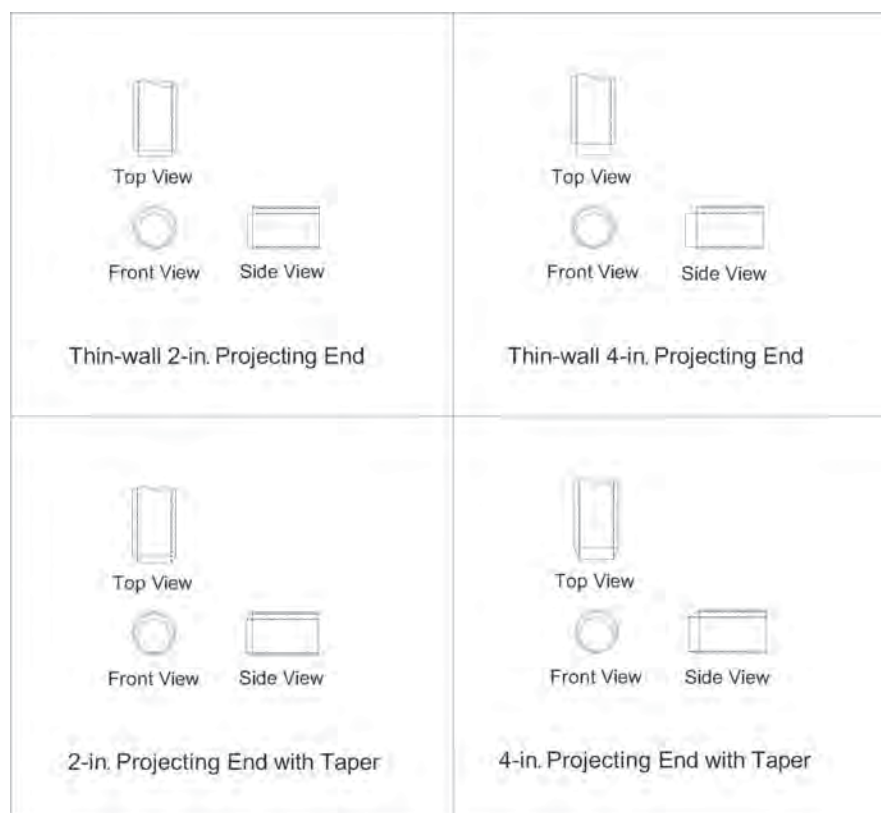 Top View
Front View Side View
Thin-wall 2-in. Projecting End
Top View
Front View Side View
Thin-wall 4-in. Projecting End
Top View
Front View Side View
2-in. Projecting End with Taper
Top View
Front View Side View
4-in. Projecting End with Taper